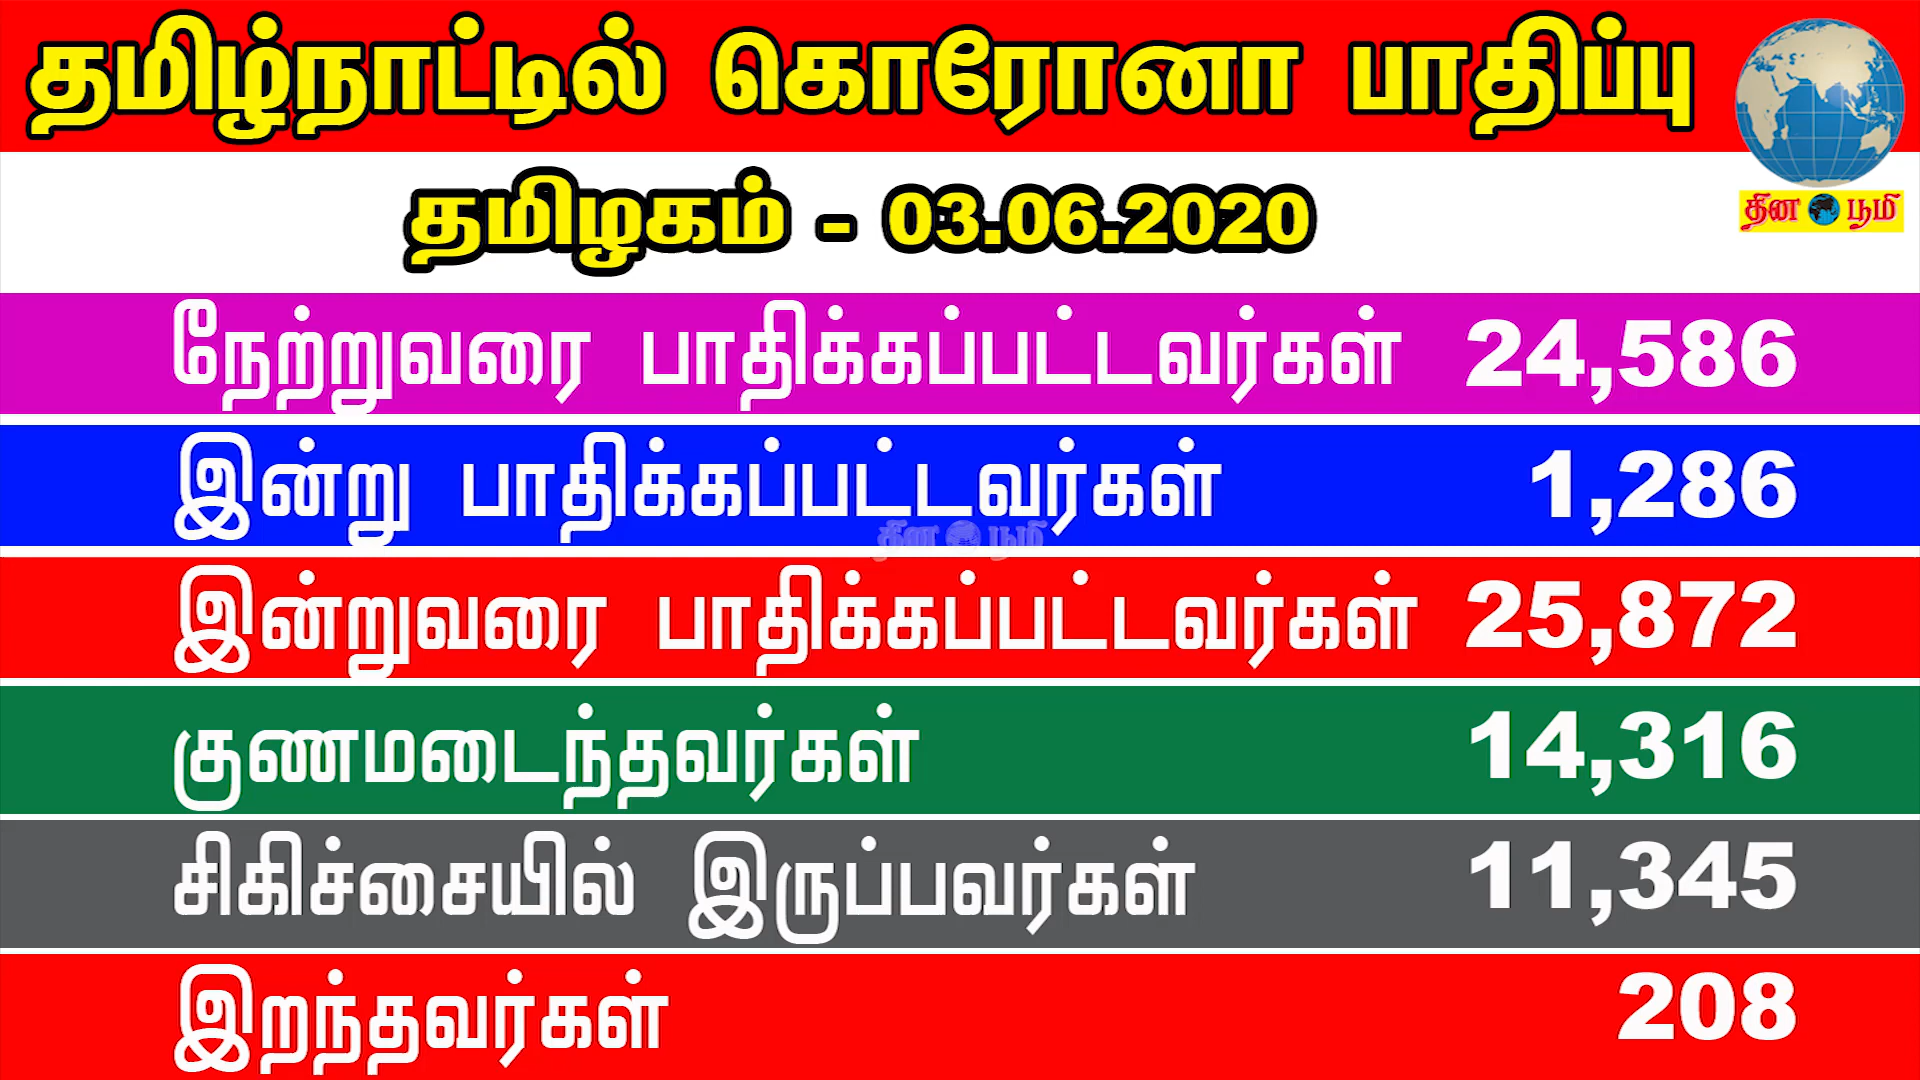 தமிழ்நாட்டில் கொரோனா பாதிப்பு
தின பூமி
தமிழகம் - 03.06.2020
நேற்றுவரை பாதிக்கப்பட்டவர்கள் 24,586
இன்று பாதிக்கப்பட்டவர்கள் 1,286
தின பூமி
இன்றுவரை பாதிக்கப்பட்டவர்கள் 25,872
குணமடைந்தவர்கள் 14,316
சிகிச்சையில் இருப்பவர்கள் 11,345
இறந்தவர்கள் 208